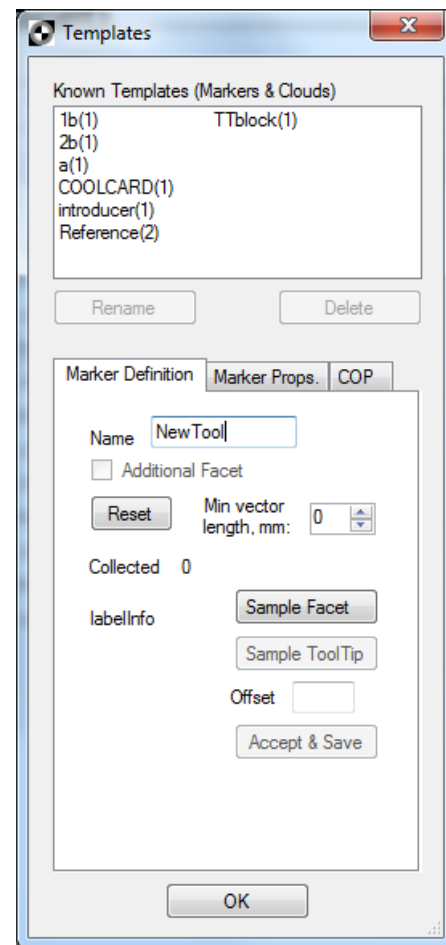 Templates
Known Templates (Markers & Clouds)
1b(1) TTblock(1)
2b(1)
a(1)
COOLCARD(1)
introducer(1)
Reference(2)
Rename Delete
Marker Definition Marker Props. COP
Name NewTool
Additional Facet
Reset Min vector length, mm: 0
Collected 0
labelInfo Sample Facet
Sample ToolTip
Offset
Accept & Save
OK